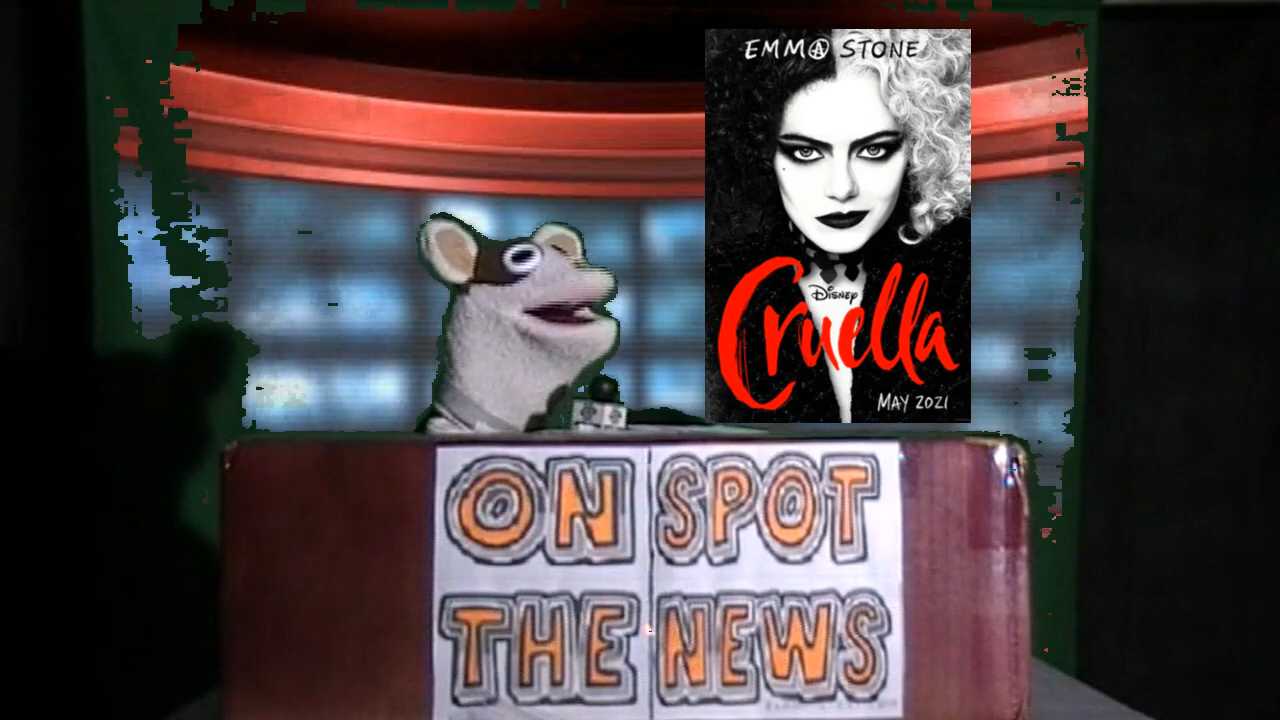 EMMA STONE
DISNEY
Cruella
MAY 2021
ON SPOT
THE NEWS